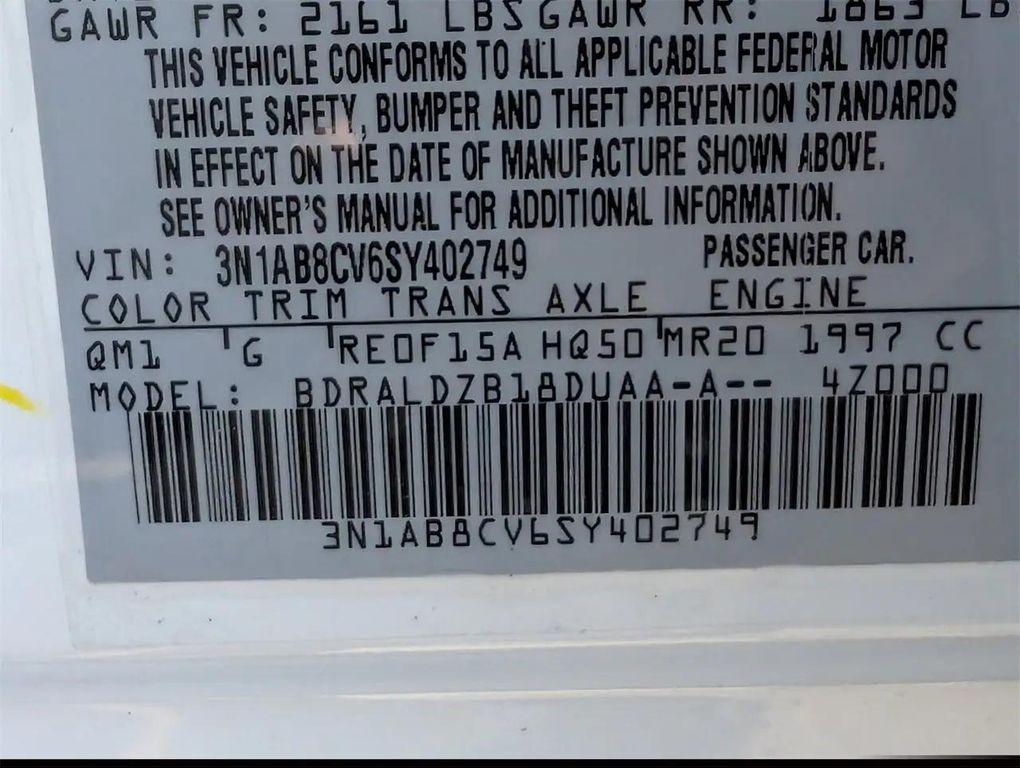 GAWR FR: 2161 LBS GAWR RR: 1863 LB
THIS VEHICLE CONFORMS TO ALL APPLICABLE FEDERAL MOTOR
VEHICLE SAFETY, BUMPER AND THEFT PREVENTION STANDARDS
IN EFFECT ON THE DATE OF MANUFACTURE SHOWN ABOVE.
SEE OWNER'S MANUAL FOR ADDITIONAL INFORMATION.
VIN: 3N1AB8CV6SY402749 PASSENGER CAR.
COLOR TRIM TRANS AXLE ENGINE
QM1 G RE0F15A HQ50 MR20 1997 CC
MODEL: BDRALDZB18DUAA-A-- 4Z000
3N1AB8CV6SY402749